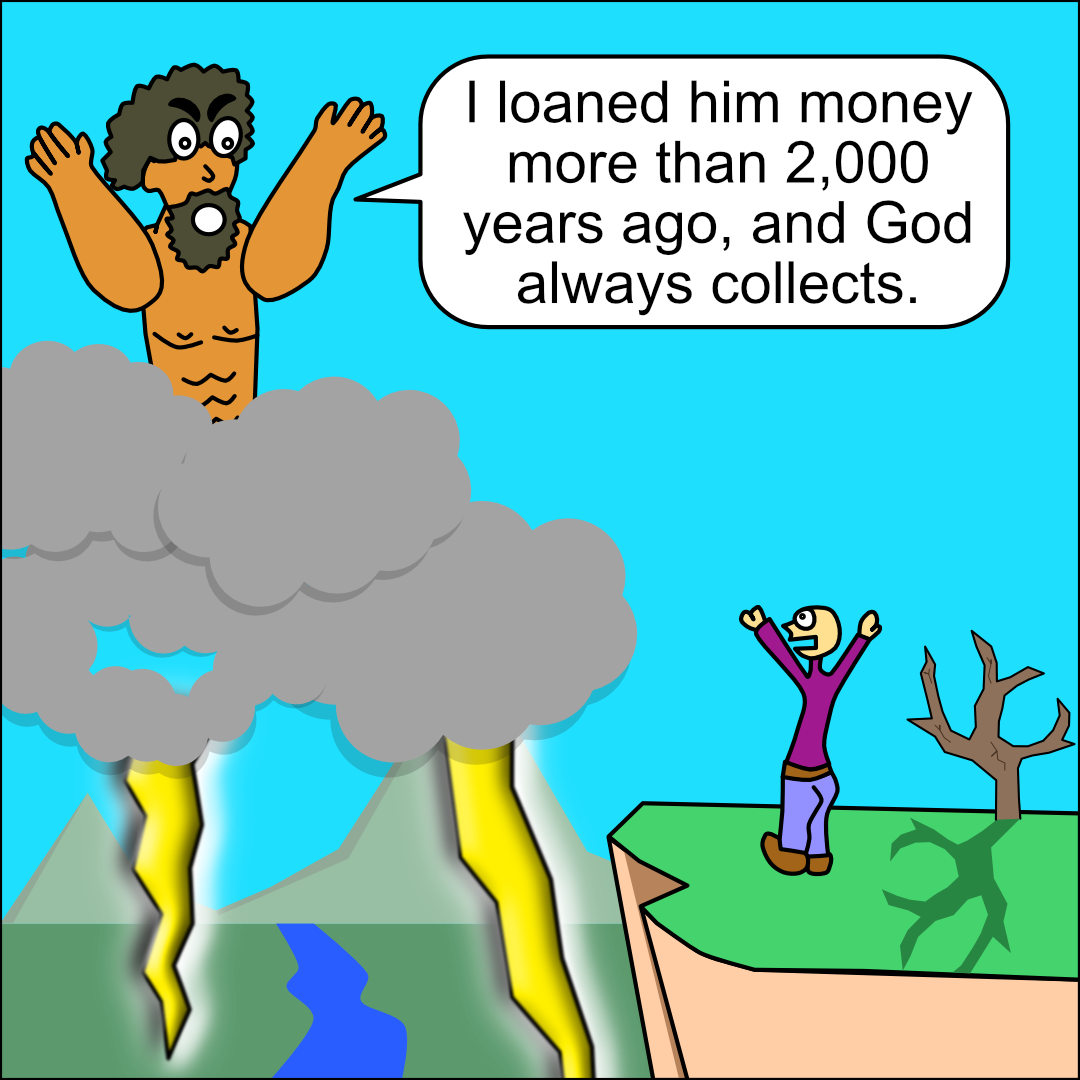 I loaned him money
more than 2,000
years ago, and God
always collects.